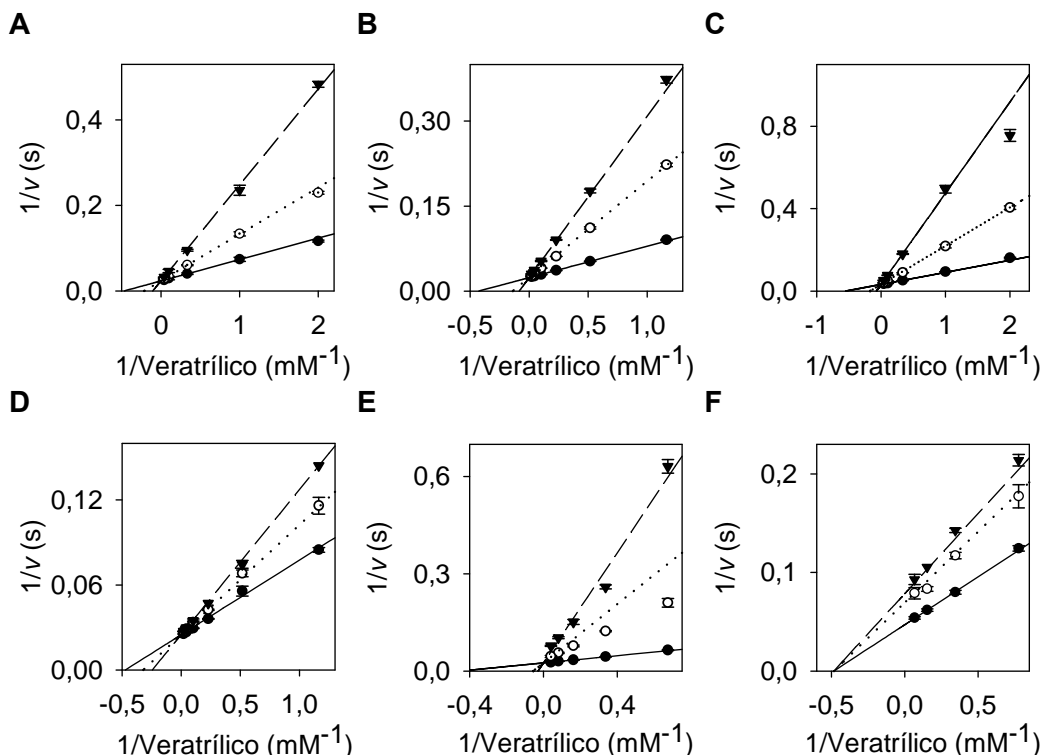 A
B
C
1/v (s)
0,4
0,2
0,0
0
1
2
1/Veratrílico (mM-1)
1/v (s)
0,30
0,15
0,00
-0,5
0,0
0,5
1,0
1/Veratrílico (mM-1)
1/v (s)
0,8
0,4
0,0
-1
0
1
2
1/Veratrílico (mM-1)
D
E
F
1/v (s)
0,12
0,06
0,00
-0,5
0,0
0,5
1,0
1/Veratrílico (mM-1)
1/v (s)
0,6
0,3
0,0
-0,4
0,0
0,4
1/Veratrílico (mM-1)
1/v (s)
0,2
0,1
0,0
-0,5
0,0
0,5
1/Veratrílico (mM-1)